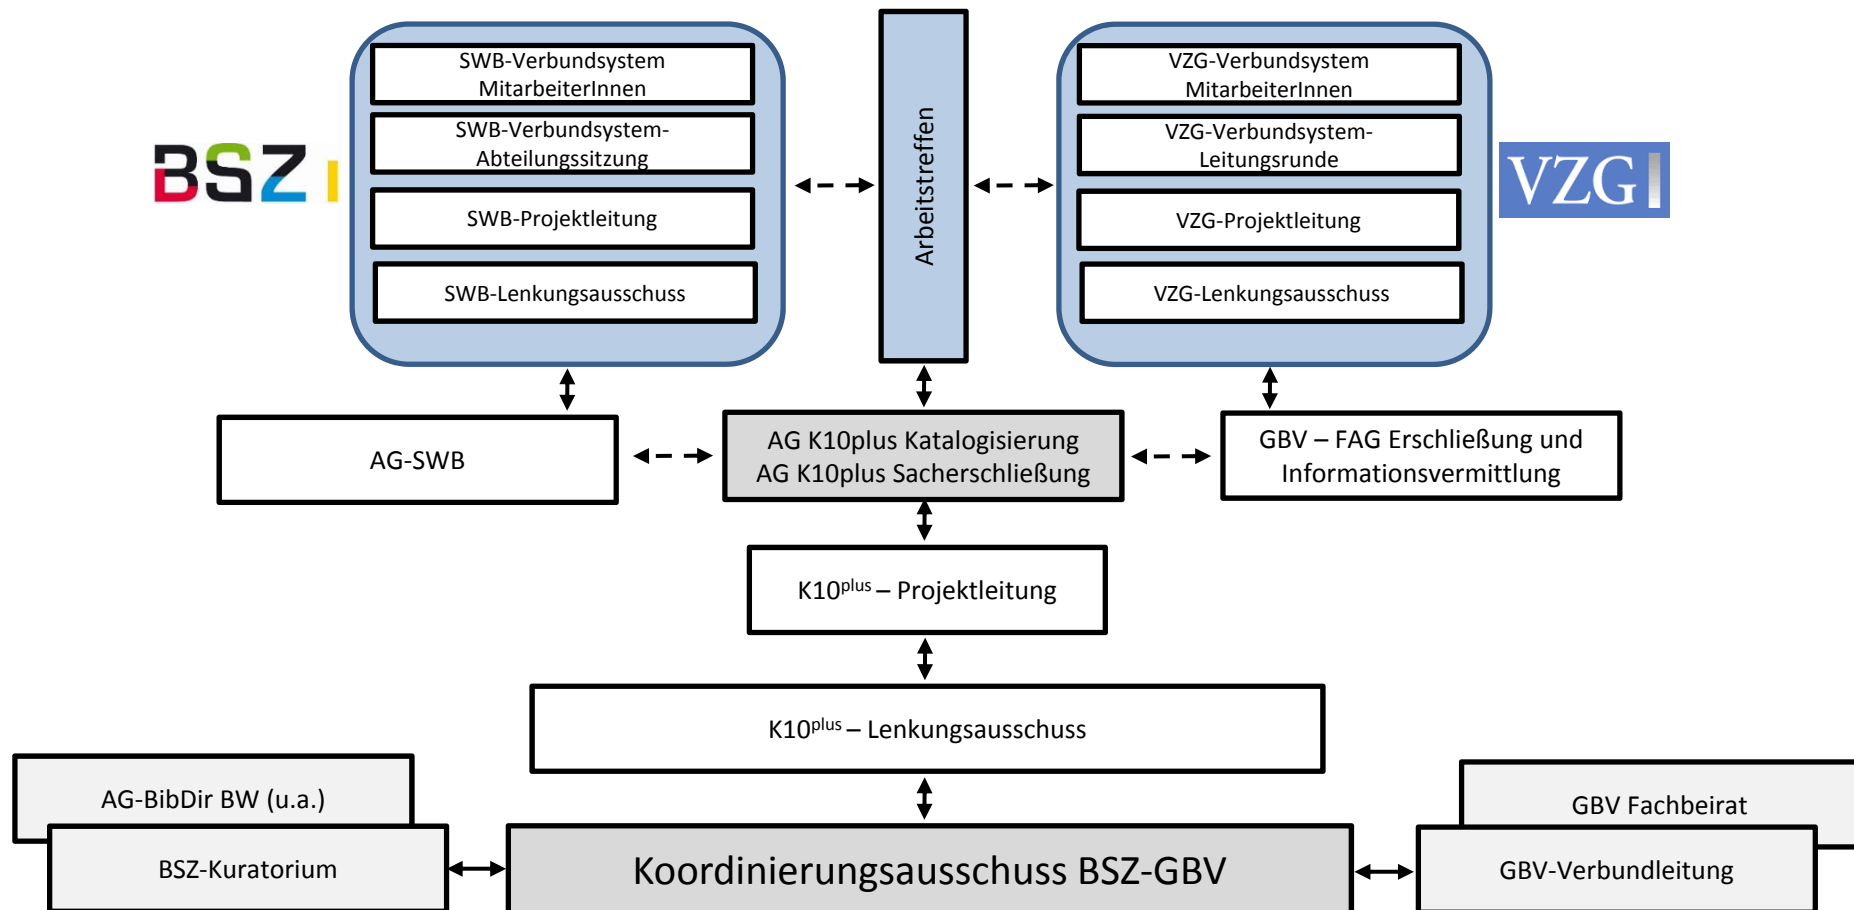 SWB-Verbundsystem
MitarbeiterInnen
SWB-Verbundsystem-
Abteilungssitzung
SWB-Projektleitung
SWB-Lenkungsausschuss
BSZ
Arbeitstreffen
VZG-Verbundsystem
MitarbeiterInnen
VZG-Verbundsystem-
Leitungsrunde
VZG-Projektleitung
VZG-Lenkungsausschuss
VZG
AG-SWB
AG K10plus Katalogisierung
AG K10plus Sacherschließung
GBV – FAG Erschließung und
Informationsvermittlung
K10plus – Projektleitung
K10plus – Lenkungsausschuss
AG-BibDir BW (u.a.)
BSZ-Kuratorium
Koordinierungsausschuss BSZ-GBV
GBV Fachbeirat
GBV-Verbundleitung